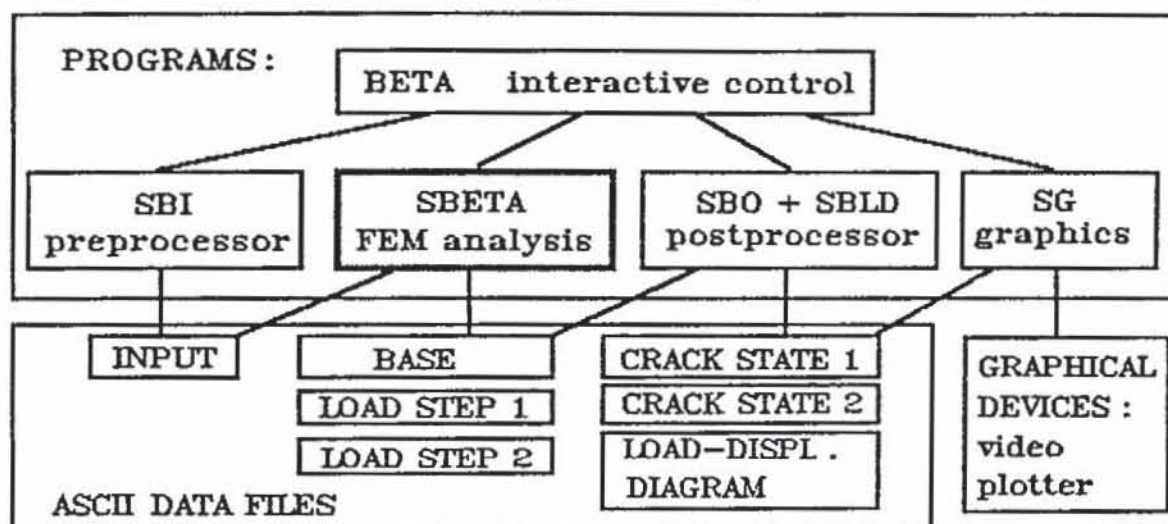 PROGRAMS:
BETA interactive control
SBI
preprocessor
SBETA
FEM analysis
SBO + SBLD
postprocessor
SG
graphics
INPUT
BASE
LOAD STEP 1
LOAD STEP 2
CRACK STATE 1
CRACK STATE 2
LOAD-DISPL.
DIAGRAM
GRAPHICAL
DEVICES:
video
plotter
ASCII DATA FILES